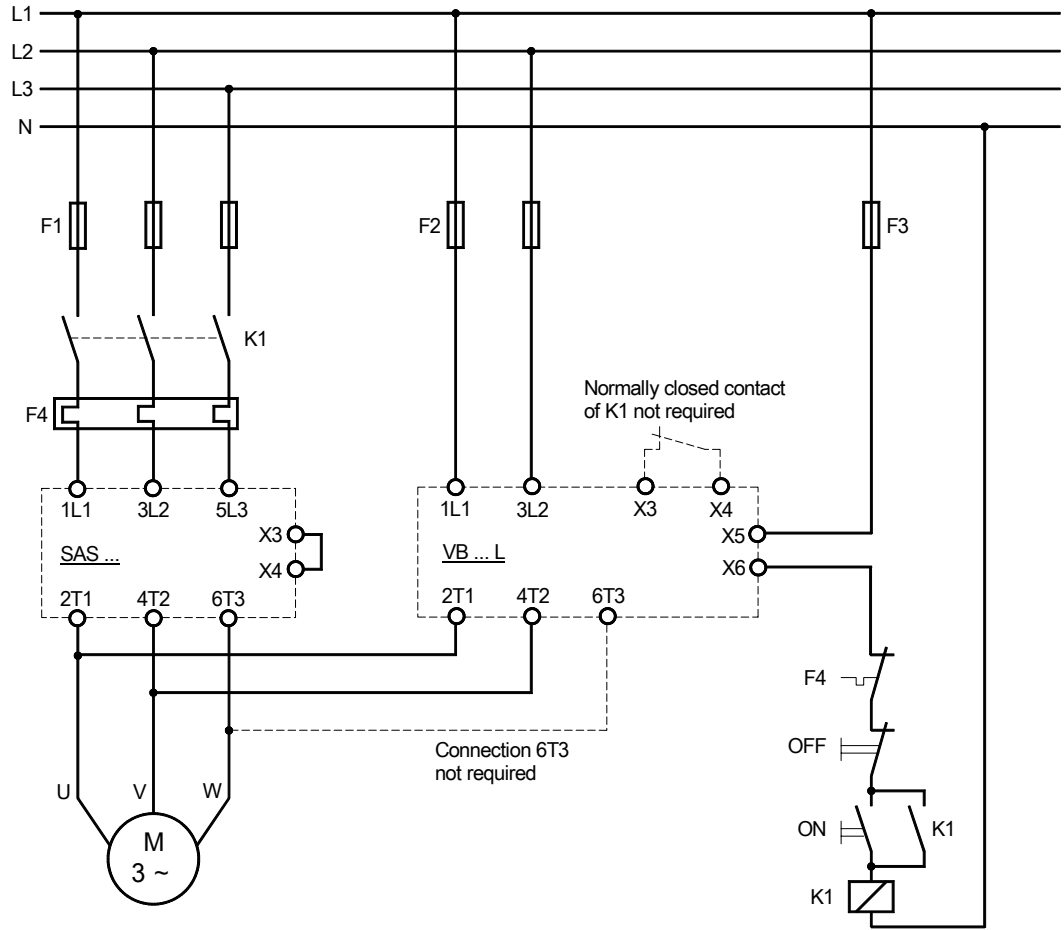 L1
L2
L3
N
F1
F2
F3
K1
F4
Normally closed contact
of K1 not required
1L1
3L2
5L3
X3
X4
SAS ...
2T1
4T2
6T3
1L1
3L2
X3
X4
X5
X6
VB ... L
2T1
4T2
6T3
Connection 6T3
not required
U
V
W
M
3 ~
F4
OFF
ON
K1
K1